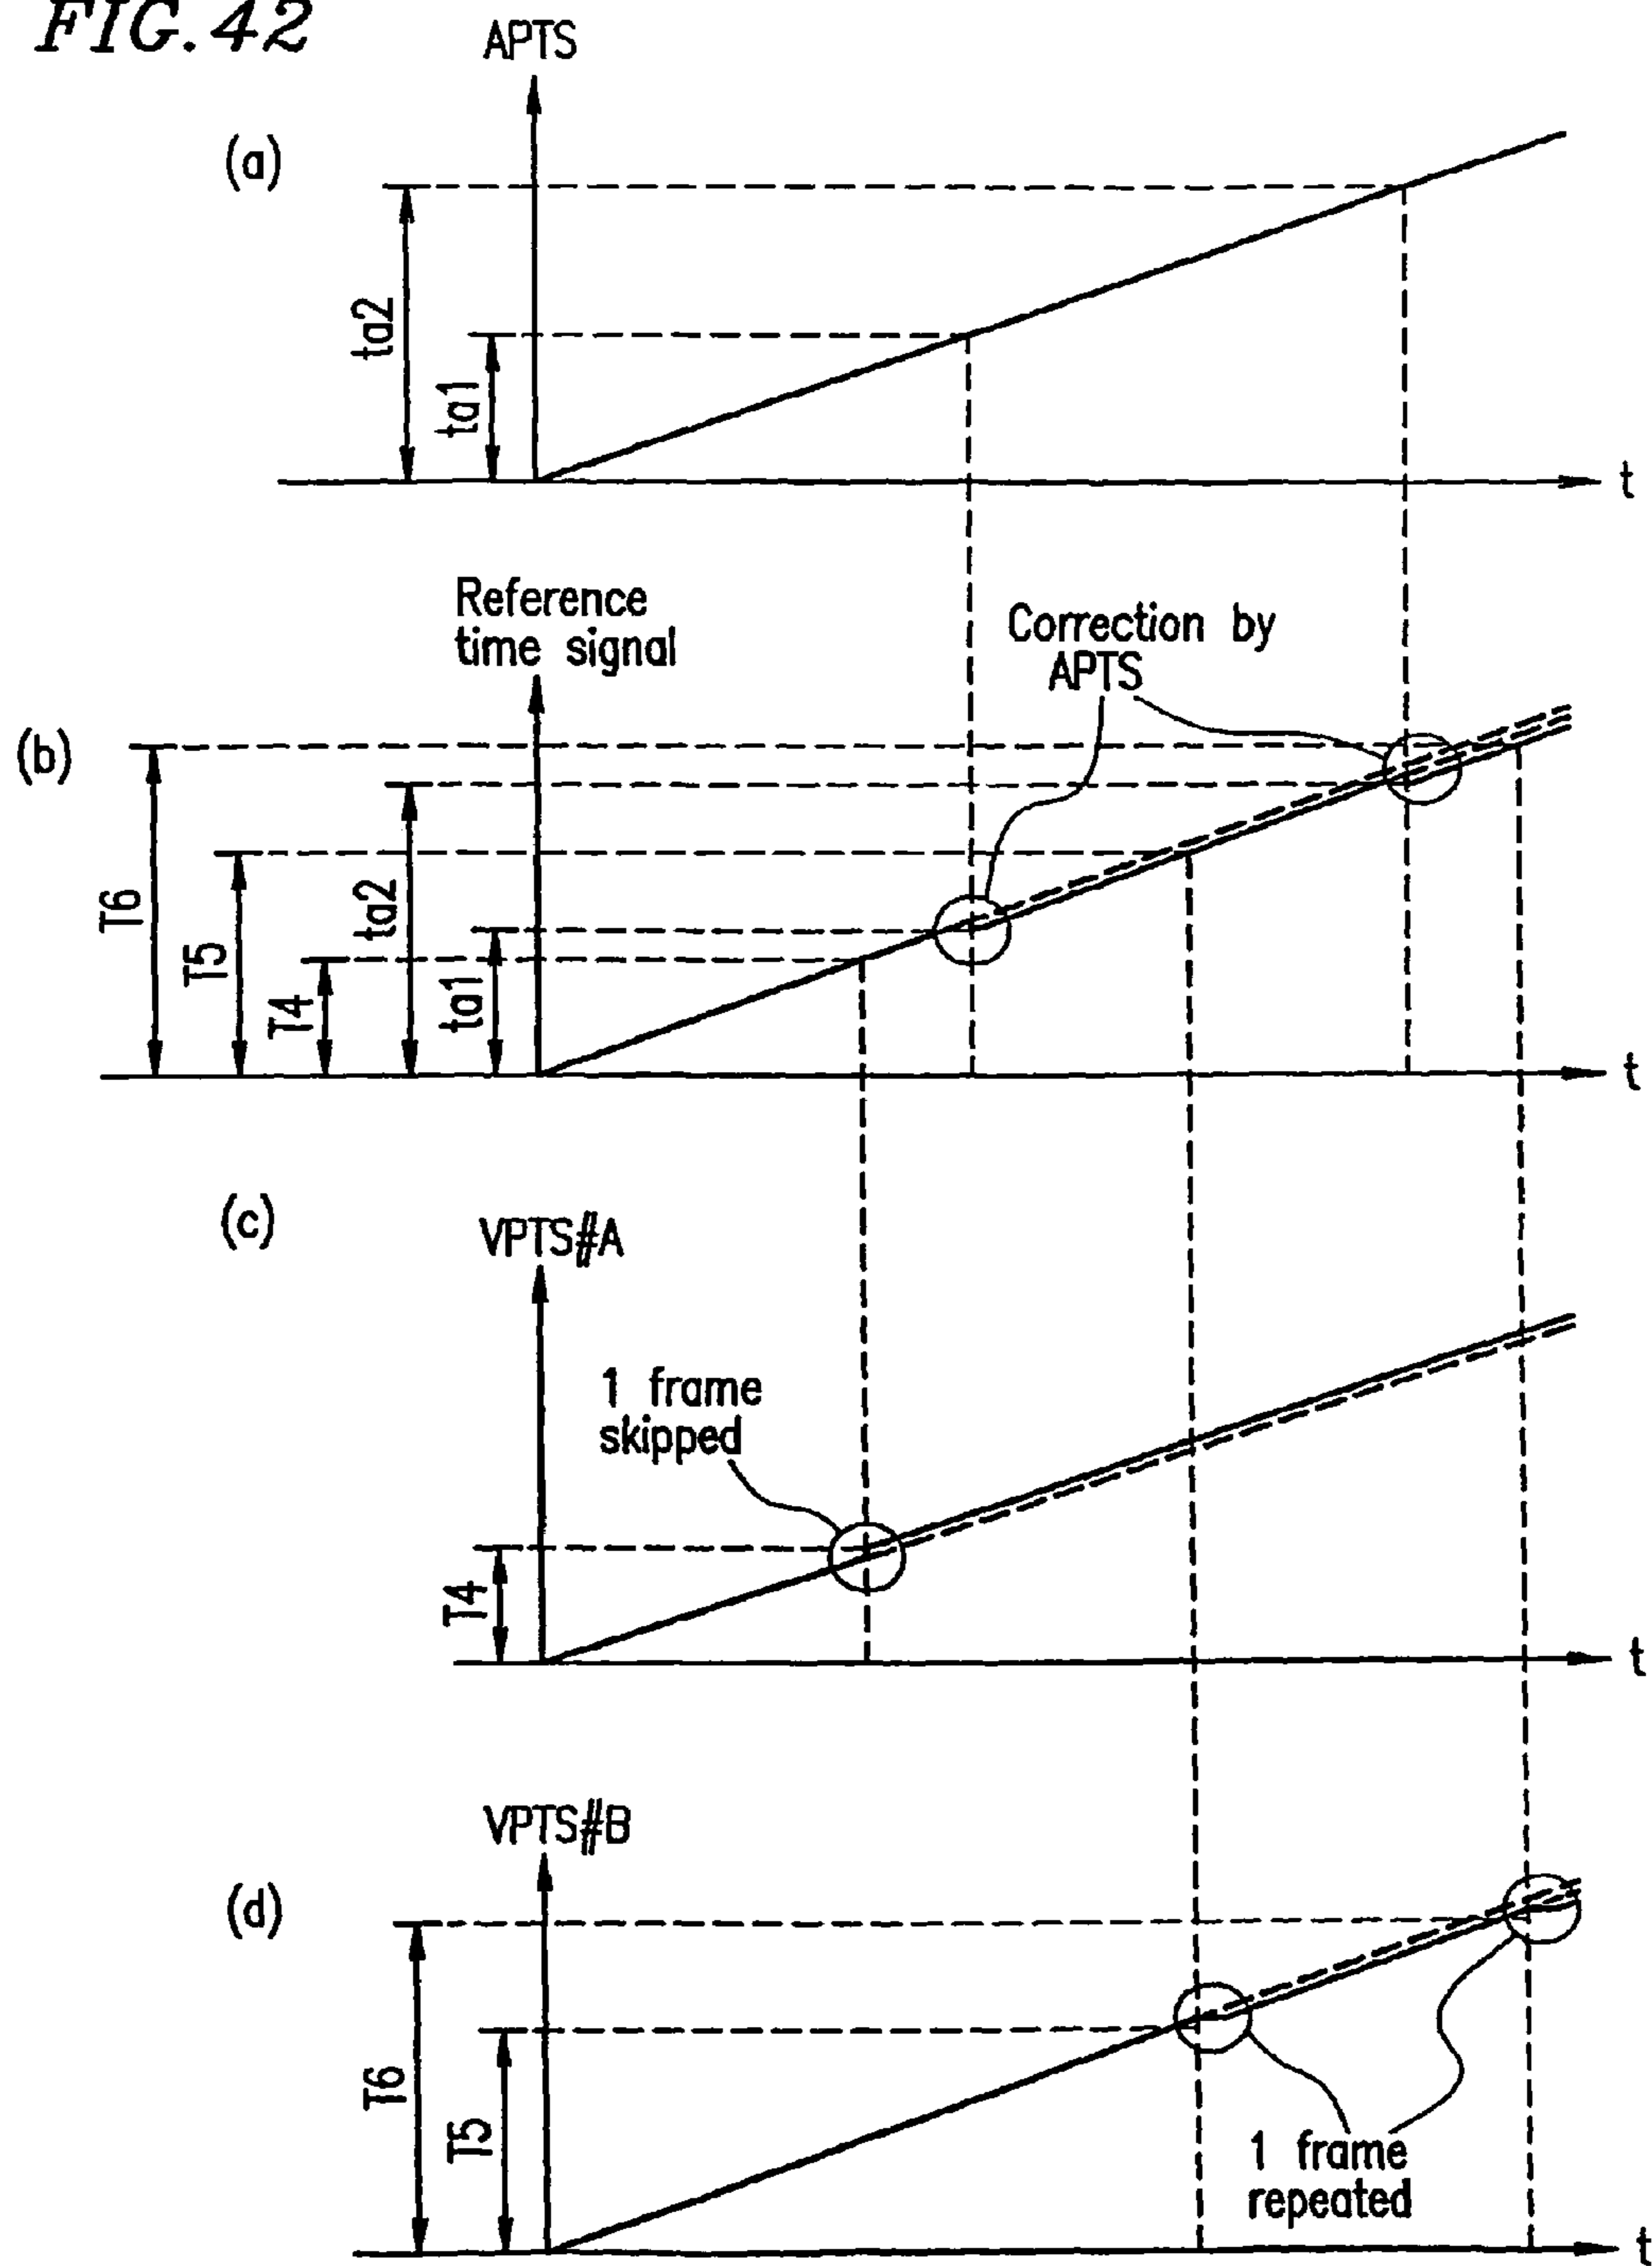 FIG.42
APTS
(a)
ta2
ta1
t
Reference
time signal
Correction by
APTS
(b)
T6
T5
T4
ta2
ta1
t
(c)
VPTS#A
1 frame
skipped
T4
t
VPTS#B
(d)
T6
T5
1 frame
repeated
t